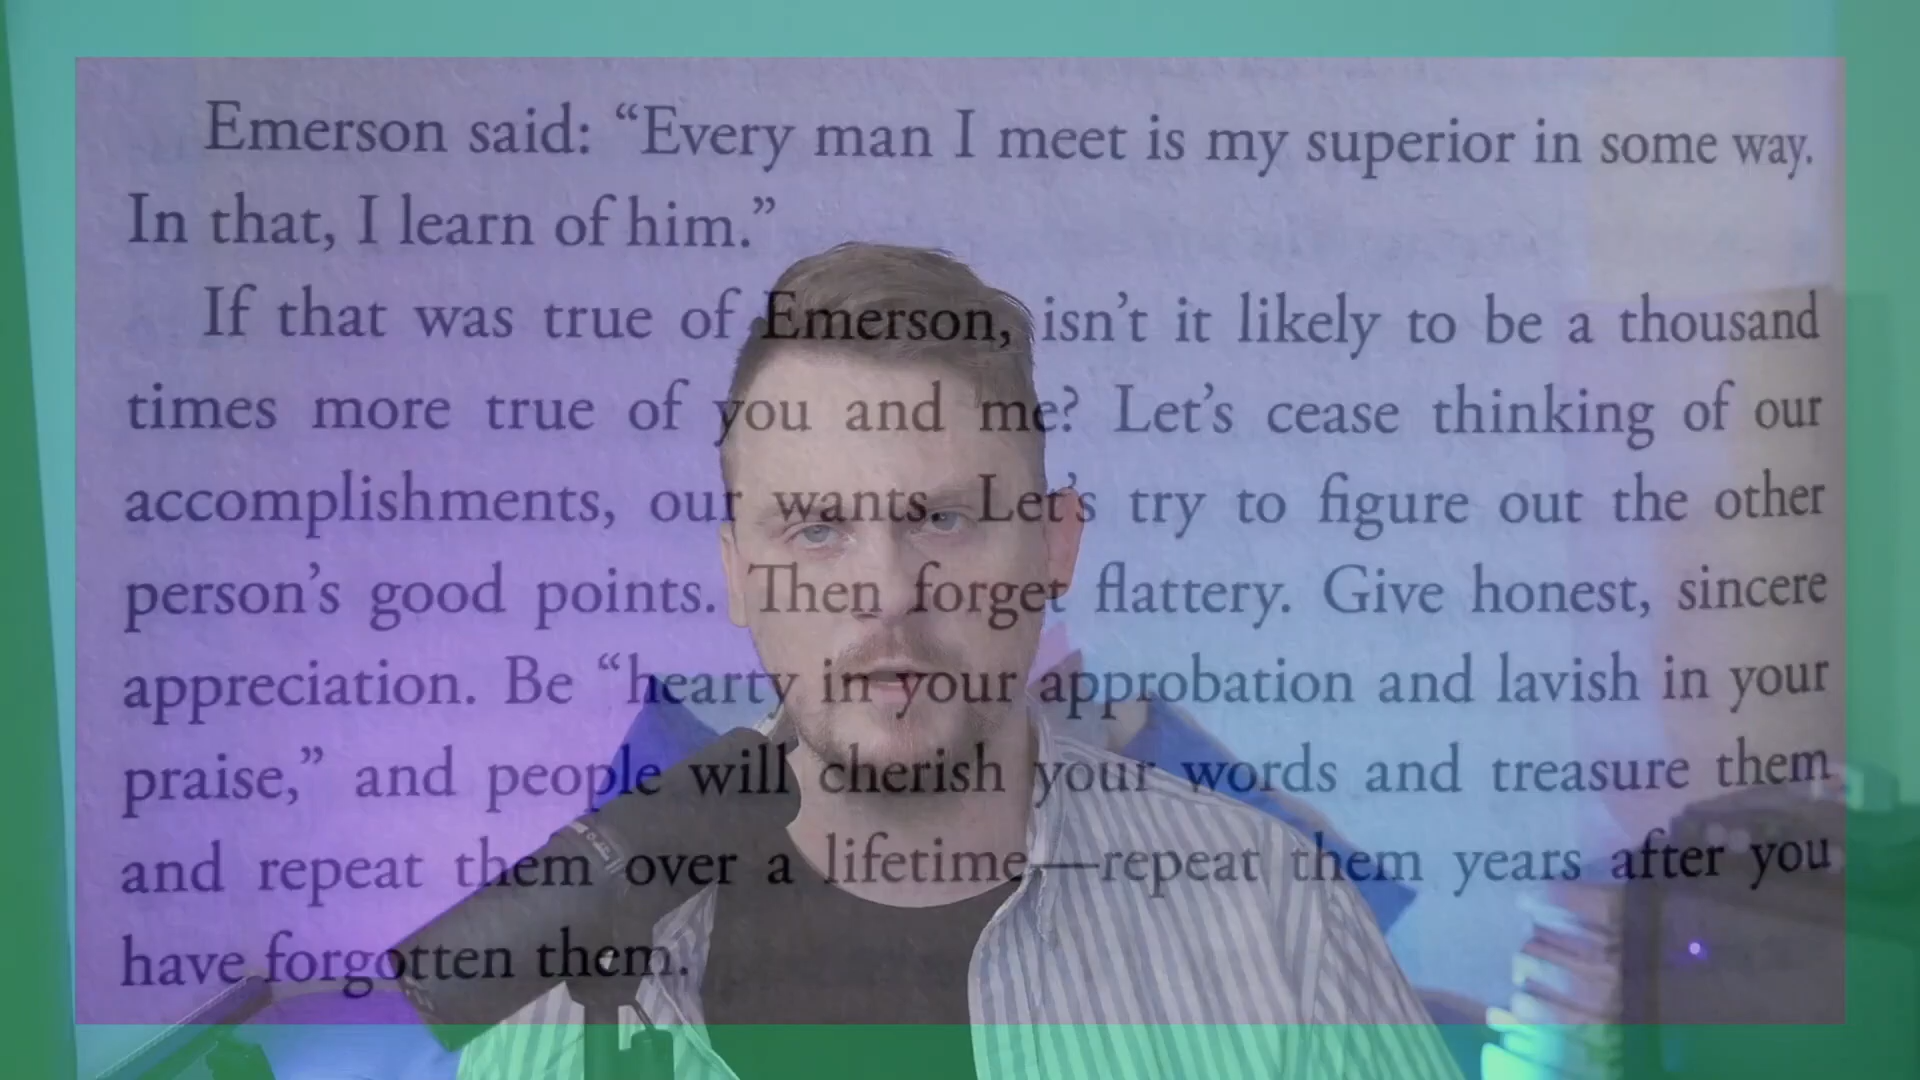 Emerson said: “Every man I meet is my superior in some way.
In that, I learn of him.”
If that was true of Emerson, isn’t it likely to be a thousand
times more true of you and me? Let’s cease thinking of our
accomplishments, our wants. Let’s try to figure out the other
person’s good points. Then forget flattery. Give honest, sincere
appreciation. Be “hearty in your approbation and lavish in your
praise,” and people will cherish your words and treasure them
and repeat them over a lifetime—repeat them years after you
have forgotten them.